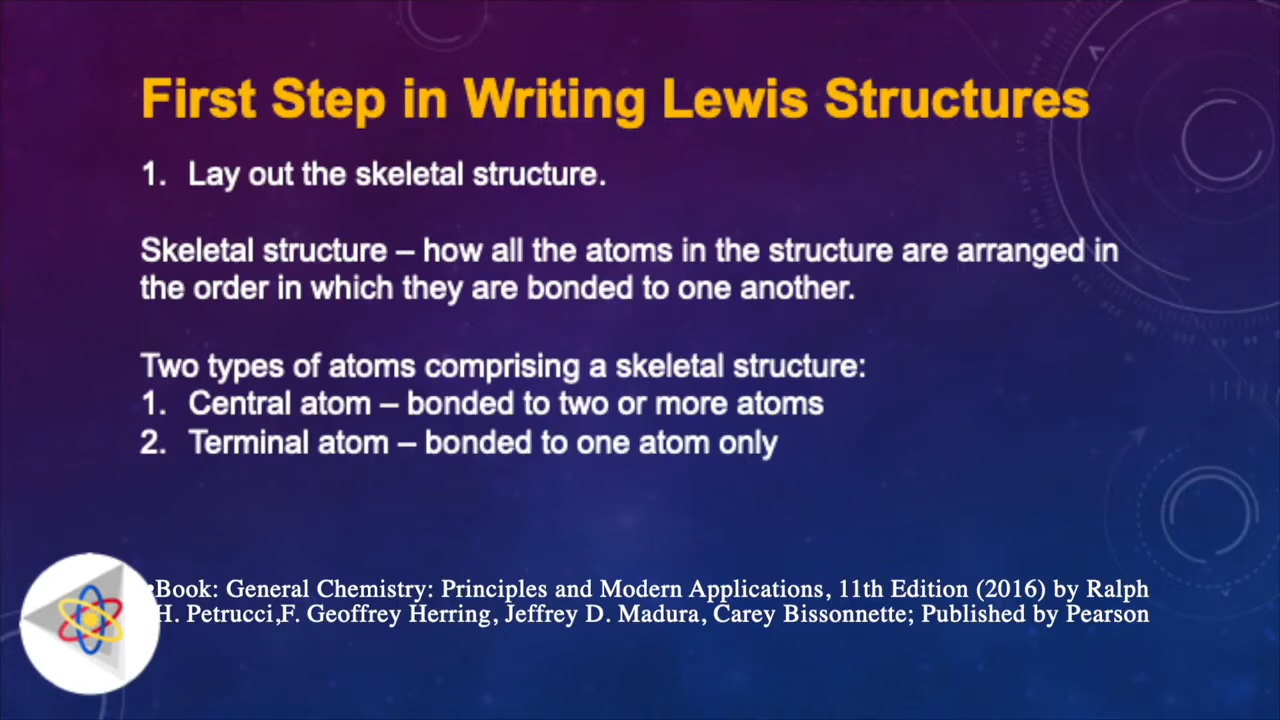 First Step in Writing Lewis Structures
1. Lay out the skeletal structure.
Skeletal structure – how all the atoms in the structure are arranged in
the order in which they are bonded to one another.
Two types of atoms comprising a skeletal structure:
1. Central atom – bonded to two or more atoms
2. Terminal atom – bonded to one atom only
eBook: General Chemistry: Principles and Modern Applications, 11th Edition (2016) by Ralph
H. Petrucci,F. Geoffrey Herring, Jeffrey D. Madura, Carey Bissonnette; Published by Pearson